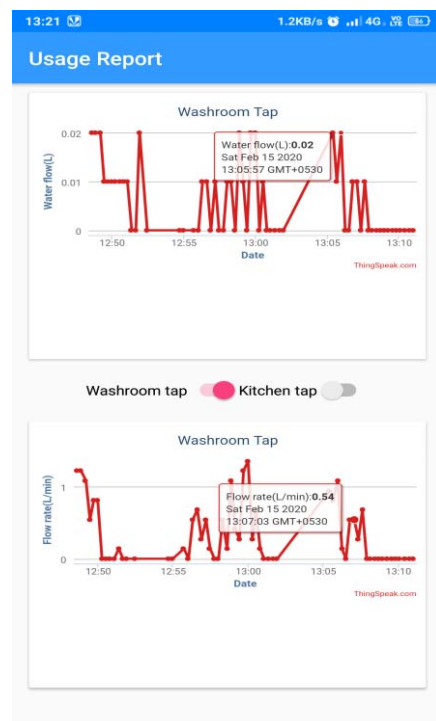 13:21
1.2KB/s 4G+ VoLTE
Usage Report
Washroom Tap
Water flow(L)
0.02
0.01
0
Water flow(L):0.02
Sat Feb 15 2020
13:05:57 GMT+0530
12:50 12:55 13:00 13:05 13:10
Date
ThingSpeak.com
Washroom tap Kitchen tap
Washroom Tap
Flow rate(L/min)
1
0
Flow rate(L/min):0.54
Sat Feb 15 2020
13:07:03 GMT+0530
12:50 12:55 13:00 13:05 13:10
Date
ThingSpeak.com